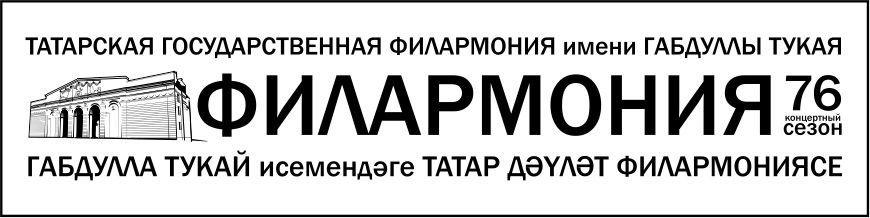 ТАТАРСКАЯ ГОСУДАРСТВЕННАЯ ФИЛАРМОНИЯ имени ГАБДУЛЛЫ ТУКАЯ
ФИЛАРМОНИЯ
76
концертный
сезон
ГАБДУЛЛА ТУКАЙ исемендәге ТАТАР ДӘҮЛӘТ ФИЛАРМОНИЯСЕ